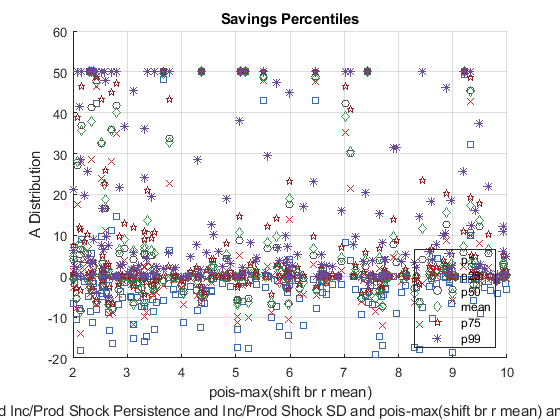 Savings Percentiles
60
50
40
30
20
10
0
-10
-20
A Distribution
mean
p75
p99
2
3
4
5
6
7
8
9
10
pois-max(shift br r mean)
d Inc/Prod Shock Persistence and Inc/Prod Shock SD and pois-max(shift br r mean) ar